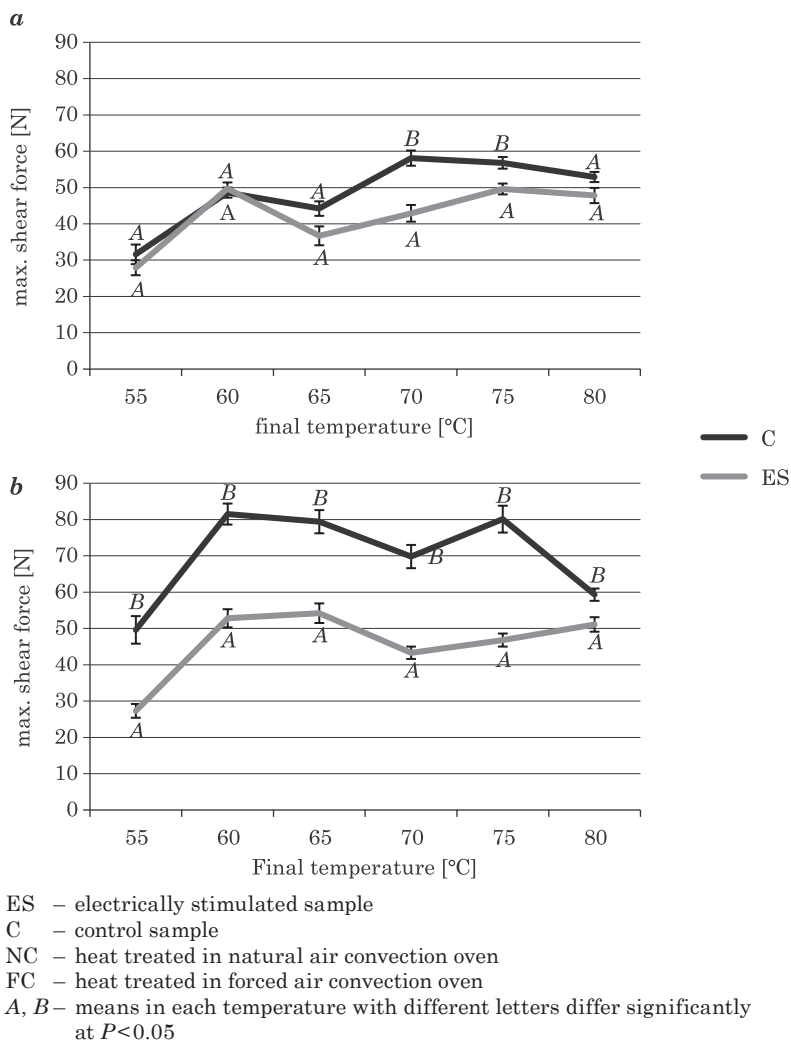 a
90
80
70
60
50
40
30
20
10
0
max. shear force [N]
A A A B B A
A A A A A A
55 60 65 70 75 80
final temperature [°C]
C
ES
b
90
80
70
60
50
40
30
20
10
0
max. shear force [N]
B B B B B B
A A A A A A
55 60 65 70 75 80
Final temperature [°C]
ES – electrically stimulated sample
C – control sample
NC – heat treated in natural air convection oven
FC – heat treated in forced air convection oven
A, B – means in each temperature with different letters differ significantly
at P<0.05